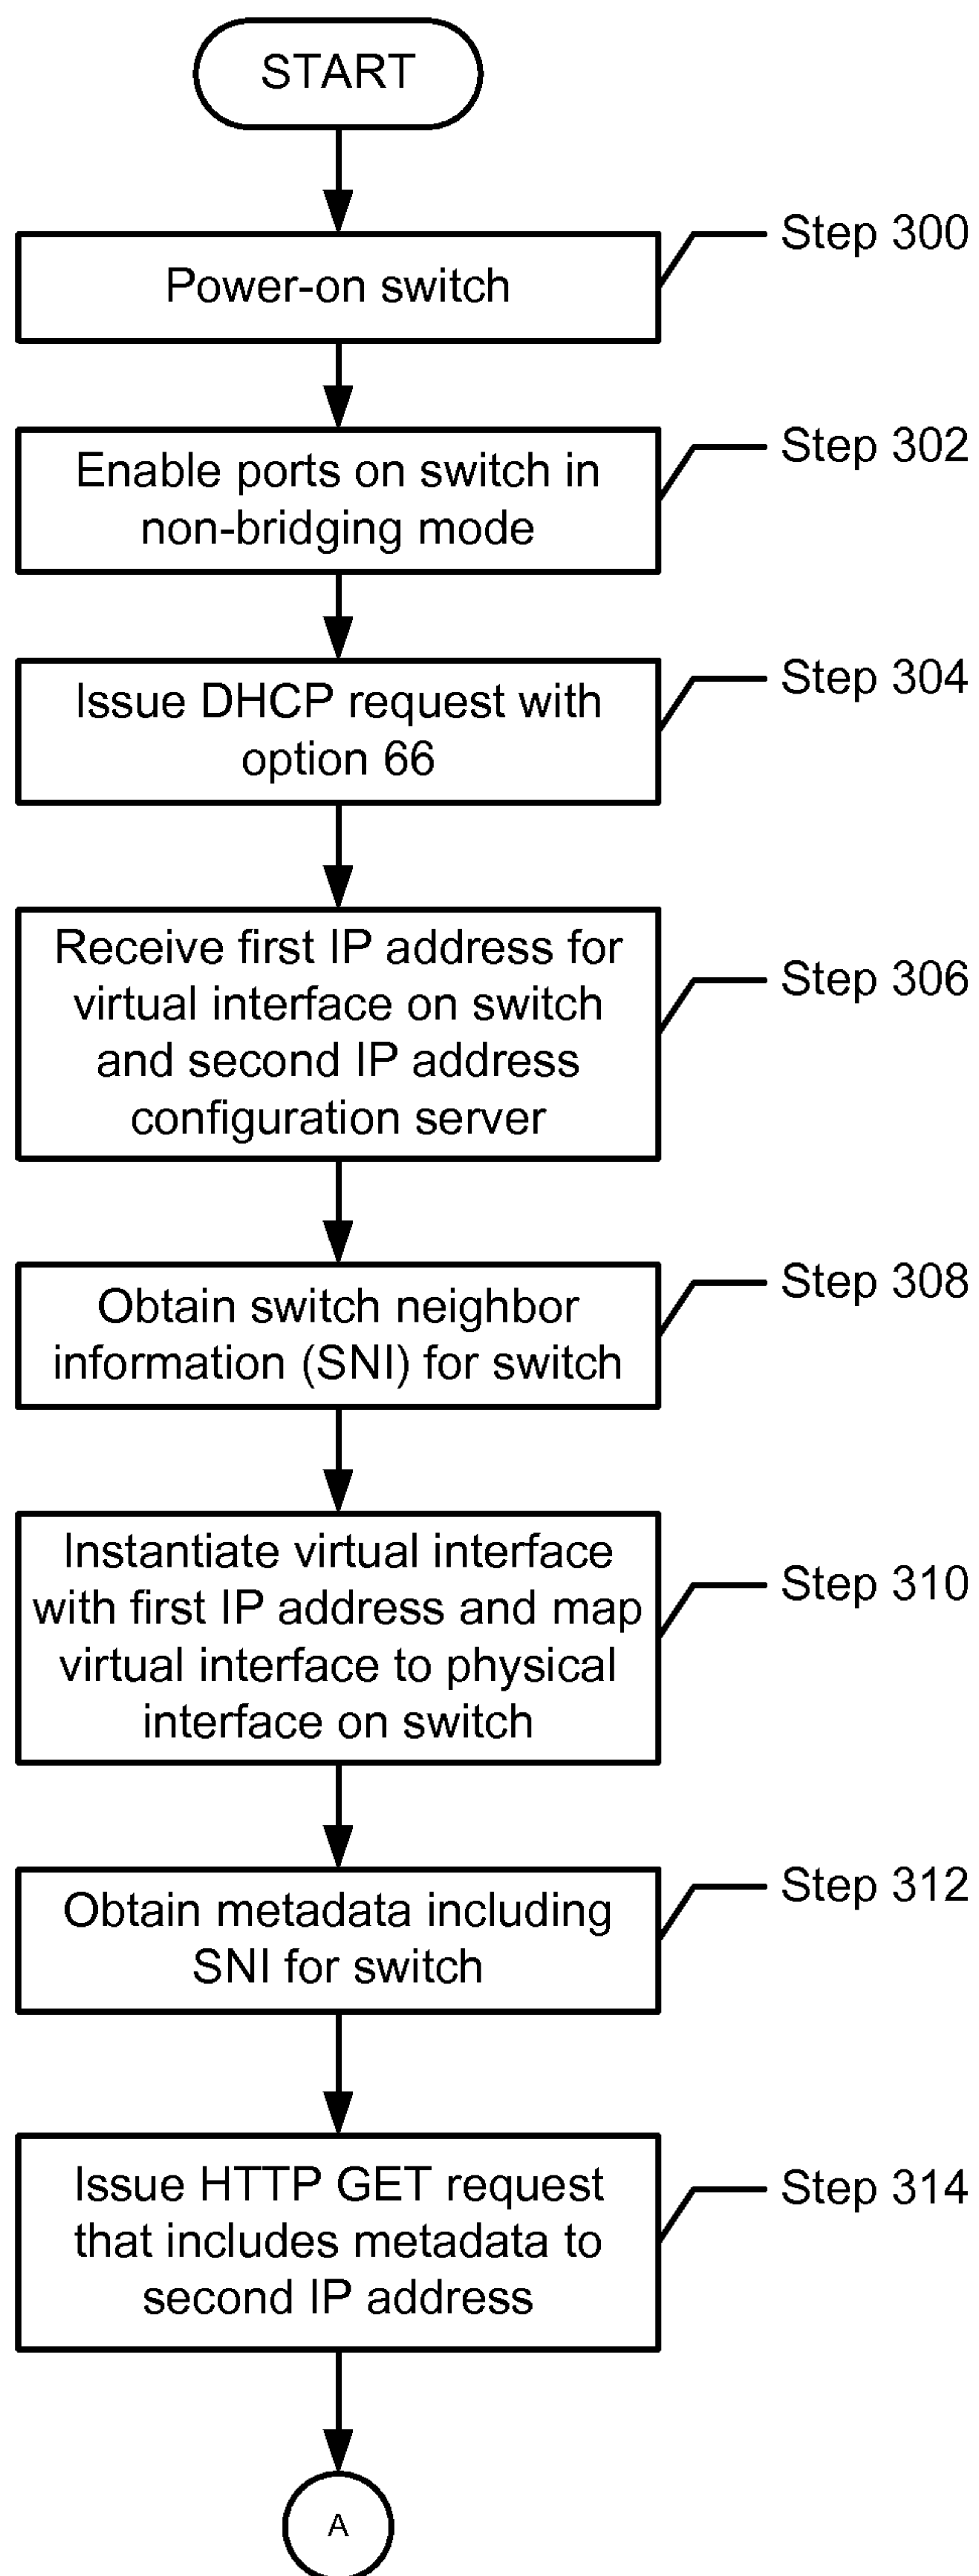 START
Step 300
Power-on switch
Step 302
Enable ports on switch in
non-bridging mode
Step 304
Issue DHCP request with
option 66
Receive first IP address for
virtual interface on switch
and second IP address
configuration server
Step 306
Step 308
Obtain switch neighbor
information (SNI) for switch
Instantiate virtual interface
with first IP address and map
virtual interface to physical
interface on switch
Step 310
Step 312
Obtain metadata including
SNI for switch
Step 314
Issue HTTP GET request
that includes metadata to
second IP address
A